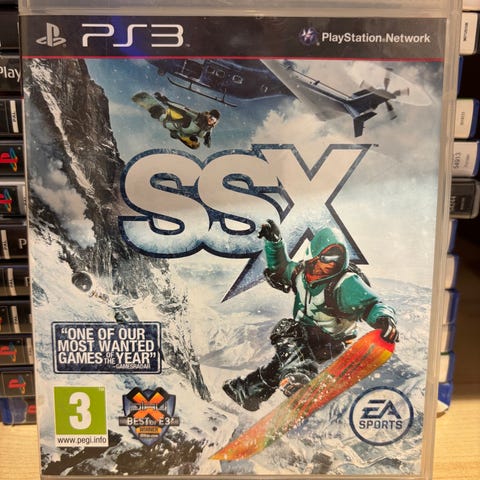 PS3
PlayStation Network
SSX
"ONE OF OUR
MOST WANTED
GAMES OF THE YEAR"
-GAMESRADAR
3
www.pegi.info
BEST OF E3
EA
SPORTS
Play